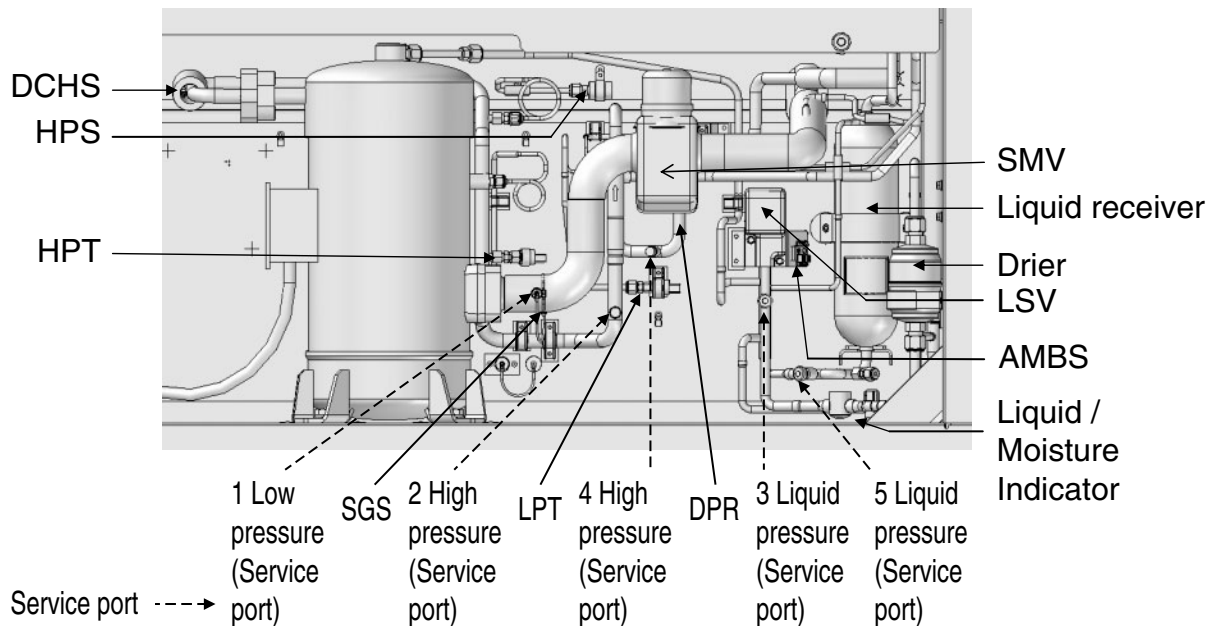 DCHS
HPS
HPT
SMV
Liquid receiver
Drier
LSV
AMBS
Liquid /
Moisture
Indicator
1 Low
pressure
(Service
port)
SGS
2 High
pressure
(Service
port)
LPT
4 High
pressure
(Service
port)
DPR
3 Liquid
pressure
(Service
port)
5 Liquid
pressure
(Service
port)
Service port